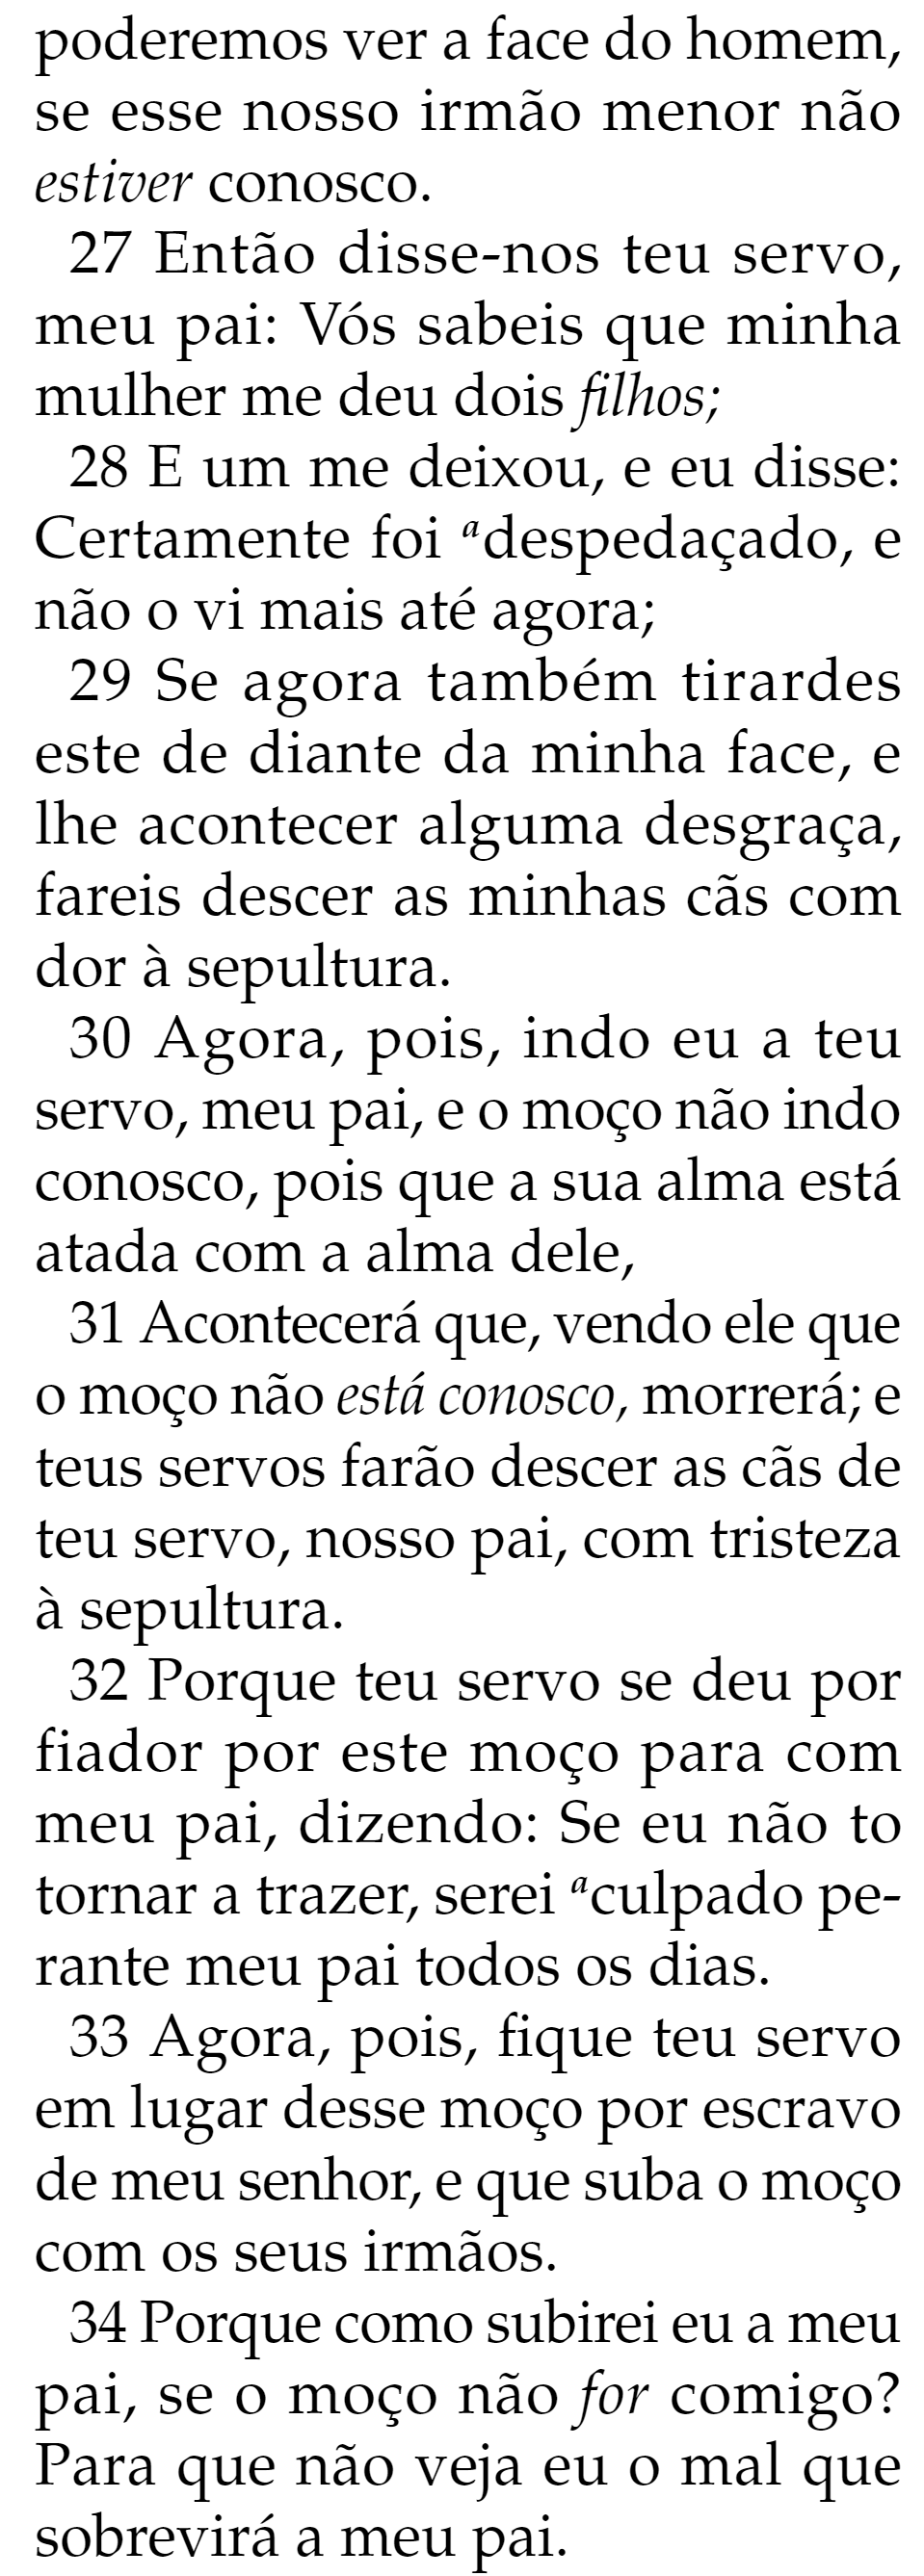 poderemos ver a face do homem,
se esse nosso irmão menor não
estiver conosco.
27 Então disse-nos teu servo,
meu pai: Vós sabeis que minha
mulher me deu dois filhos;
28 E um me deixou, e eu disse:
Certamente foi ᵃdespedaçado, e
não o vi mais até agora;
29 Se agora também tirardes
este de diante da minha face, e
lhe acontecer alguma desgraça,
fareis descer as minhas cãs com
dor à sepultura.
30 Agora, pois, indo eu a teu
servo, meu pai, e o moço não indo
conosco, pois que a sua alma está
atada com a alma dele,
31 Acontecerá que, vendo ele que
o moço não está conosco, morrerá; e
teus servos farão descer as cãs de
teu servo, nosso pai, com tristeza
à sepultura.
32 Porque teu servo se deu por
fiador por este moço para com
meu pai, dizendo: Se eu não to
tornar a trazer, serei ᵃculpado pe-
rante meu pai todos os dias.
33 Agora, pois, fique teu servo
em lugar desse moço por escravo
de meu senhor, e que suba o moço
com os seus irmãos.
34 Porque como subirei eu a meu
pai, se o moço não for comigo?
Para que não veja eu o mal que
sobrevirá a meu pai.